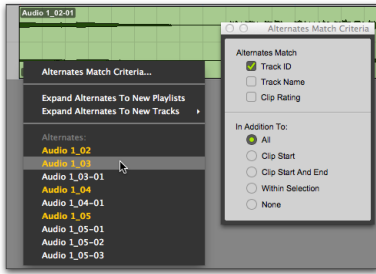 Audio 1_02-01
Alternates Match Criteria...
Expand Alternates To New Playlists
Expand Alternates To New Tracks
Alternates:
Audio 1_02
Audio 1_03
Audio 1_03-01
Audio 1_04
Audio 1_04-01
Audio 1_05
Audio 1_05-01
Audio 1_05-02
Audio 1_05-03
Alternates Match Criteria
Alternates Match
Track ID
Track Name
Clip Rating
In Addition To:
All
Clip Start
Clip Start And End
Within Selection
None